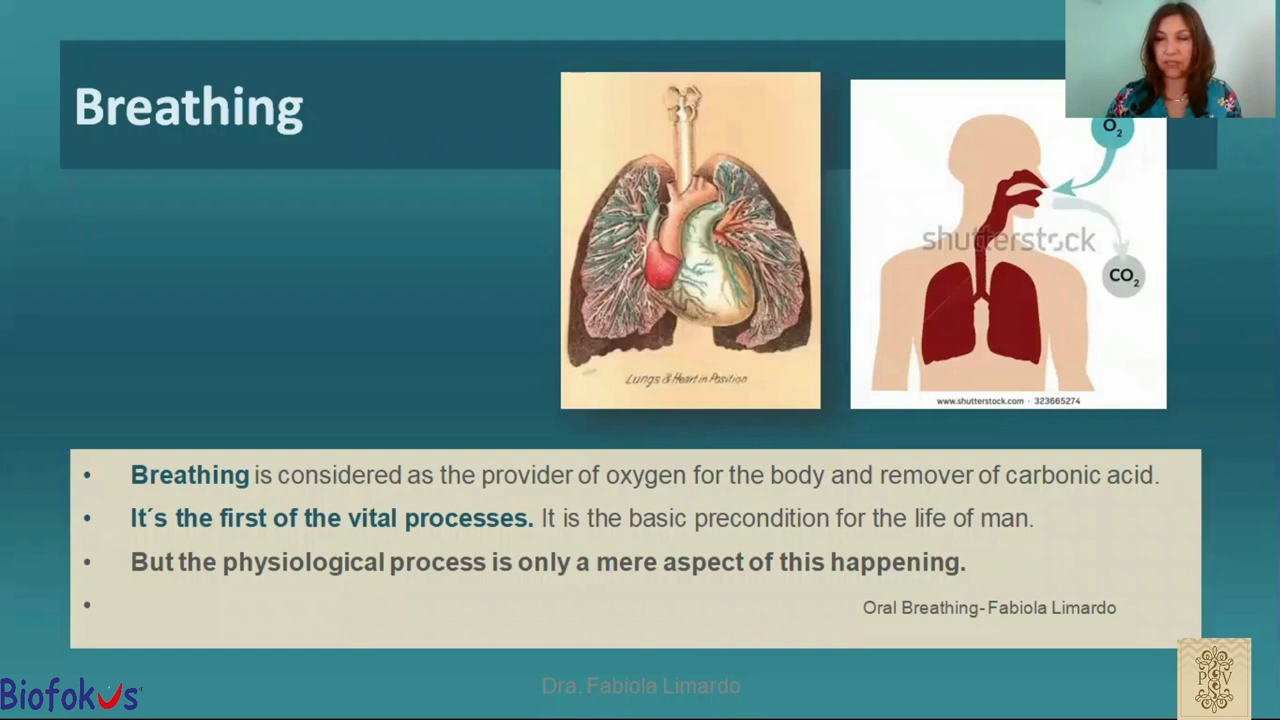 Breathing
Lungs & Heart in Position
O2
shutterstock
CO2
www.shutterstock.com · 323665274
• Breathing is considered as the provider of oxygen for the body and remover of carbonic acid.
• It´s the first of the vital processes. It is the basic precondition for the life of man.
• But the physiological process is only a mere aspect of this happening.
• Oral Breathing- Fabiola Limardo
Dra. Fabiola Limardo
Biofokus
P V